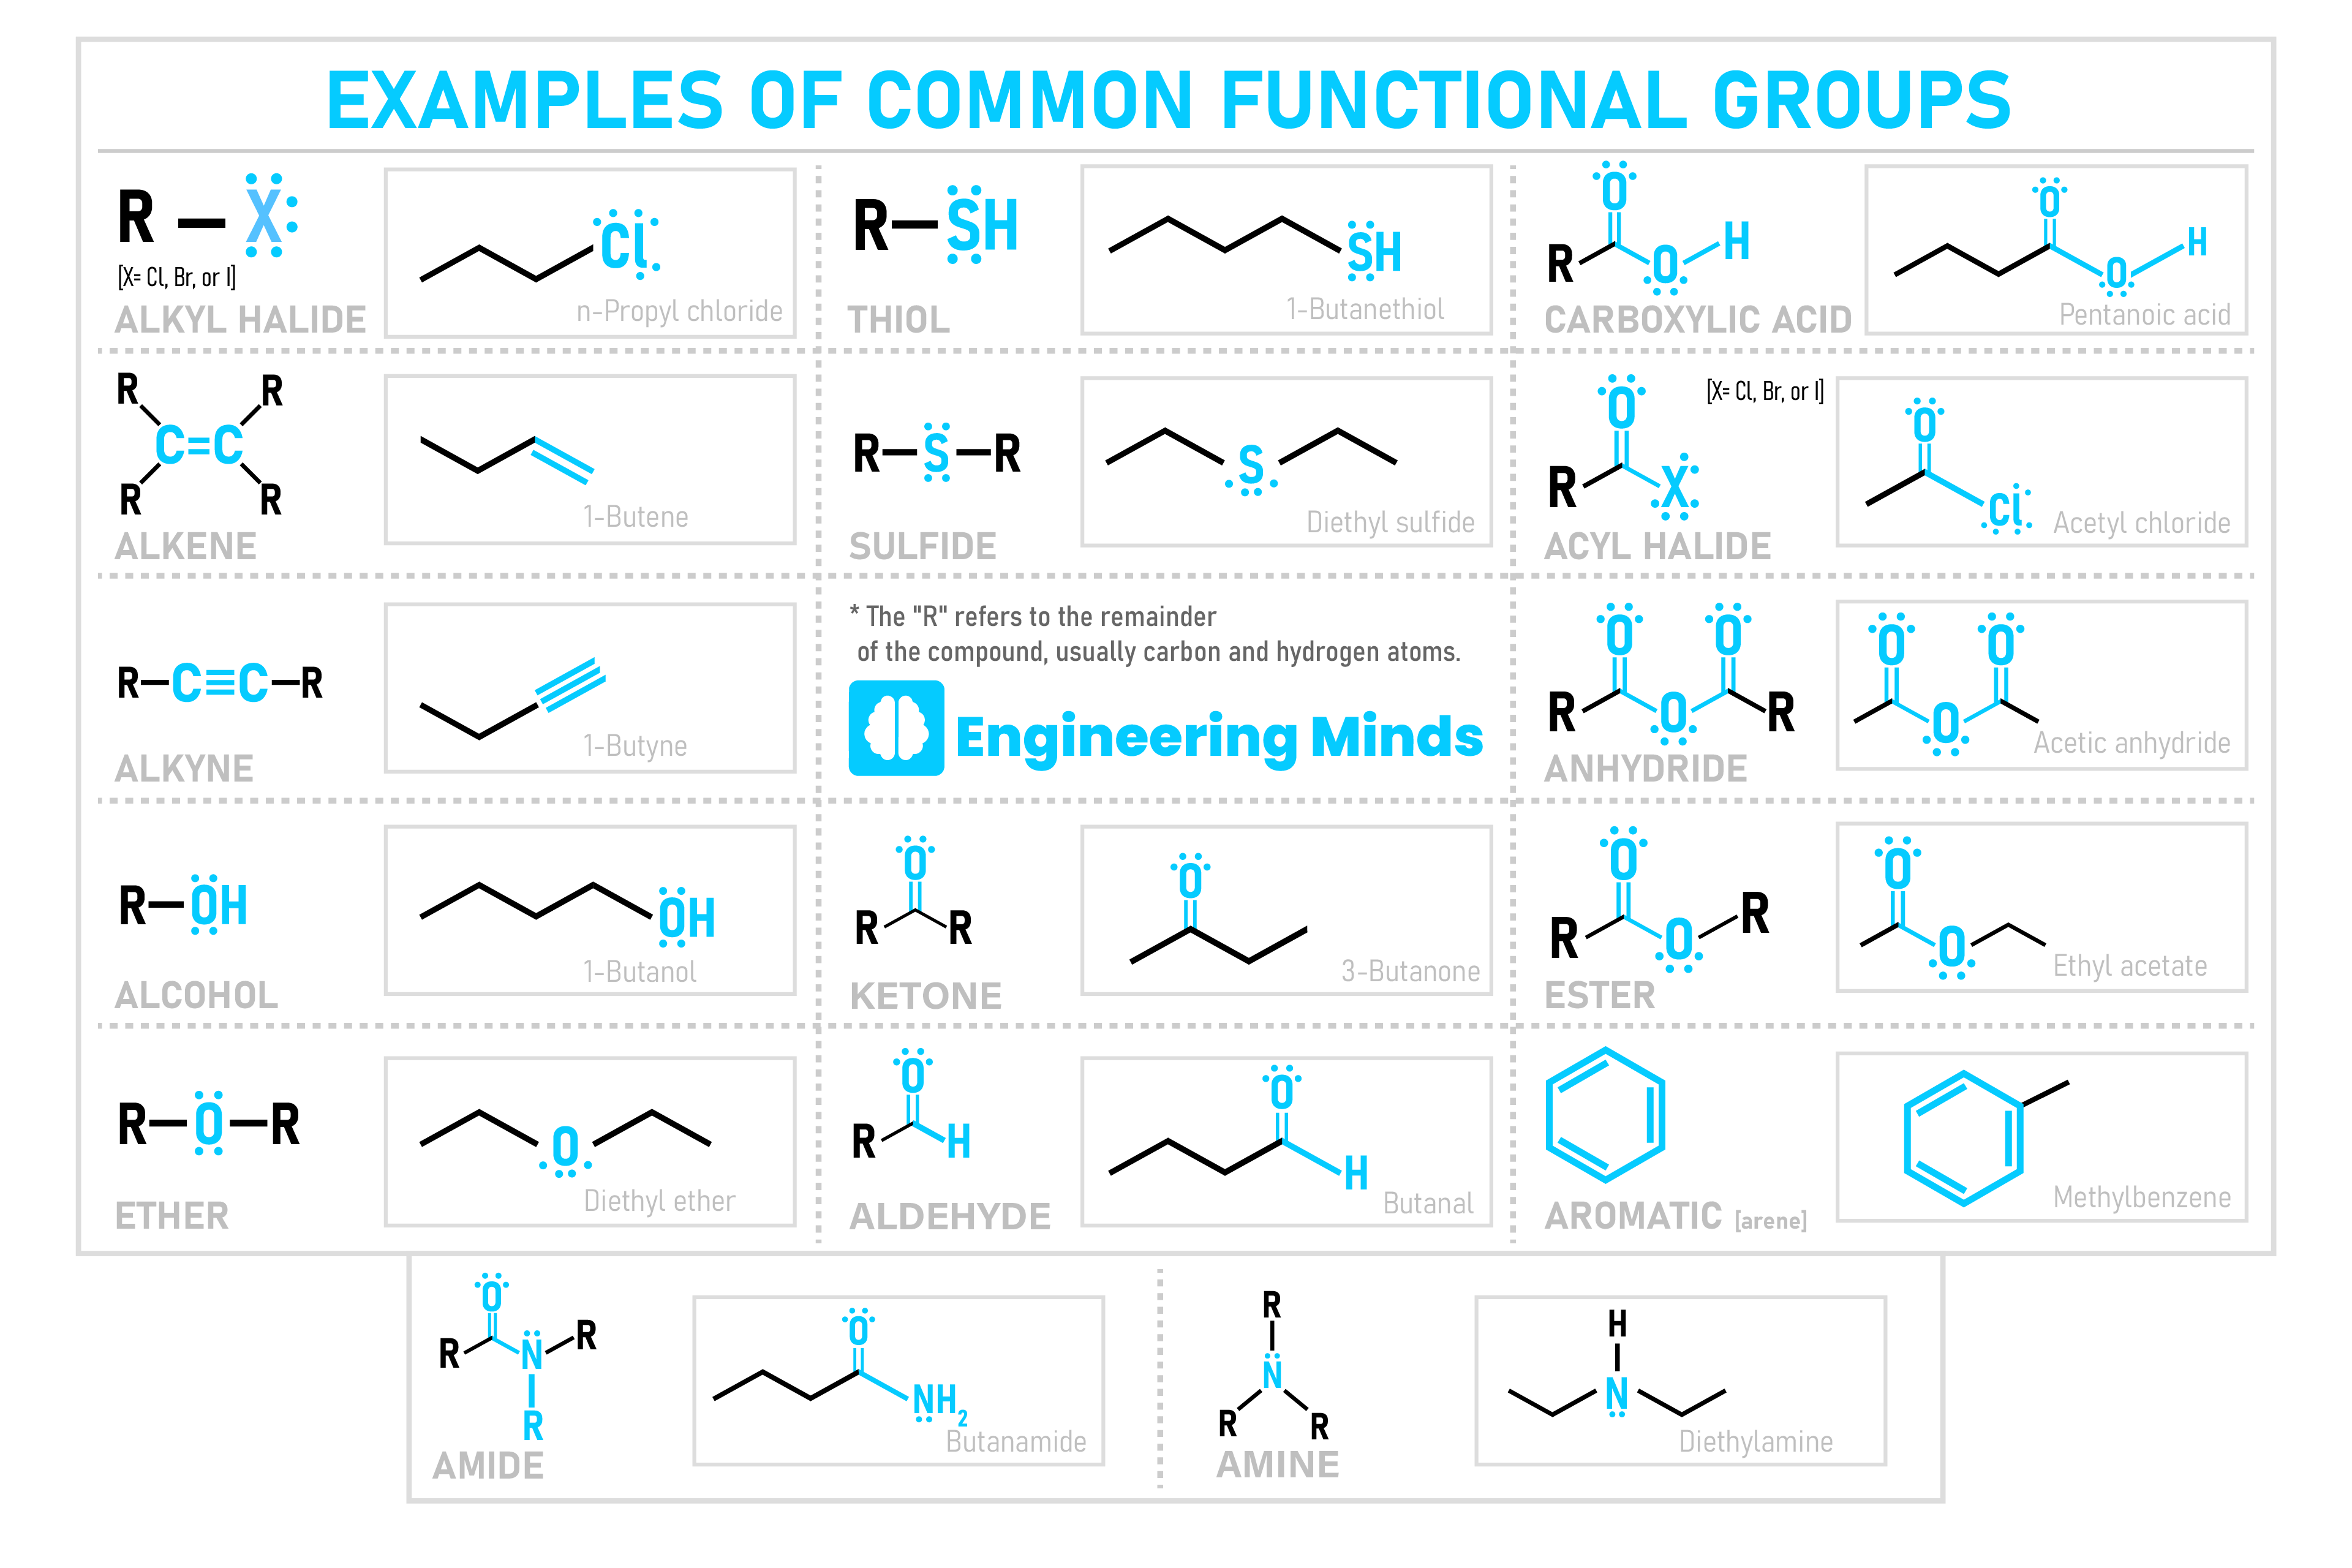 EXAMPLES OF COMMON FUNCTIONAL GROUPS
R X
[X= Cl, Br, or I]
ALKYL HALIDE
Cl
n-Propyl chloride
R SH
THIOL
SH
1-Butanethiol
O
R O H
CARBOXYLIC ACID
O
O H
Pentanoic acid
R R
C=C
R R
ALKENE
1-Butene
R S R
SULFIDE
S
Diethyl sulfide
O
[X= Cl, Br, or I]
R X
ACYL HALIDE
O
Cl
Acetyl chloride
R C≡C R
ALKYNE
1-Butyne
* The "R" refers to the remainder
of the compound, usually carbon and hydrogen atoms.
Engineering Minds
O O
R O R
ANHYDRIDE
O O
O
Acetic anhydride
R OH
ALCOHOL
OH
1-Butanol
O
R R
KETONE
O
3-Butanone
O
R O R
ESTER
O
O
Ethyl acetate
R O R
ETHER
O
Diethyl ether
O
R H
ALDEHYDE
O
H
Butanal
AROMATIC [arene]
Methylbenzene
O
R N R
R
AMIDE
O
NH2
Butanamide
R
N
R R
AMINE
H
N
Diethylamine